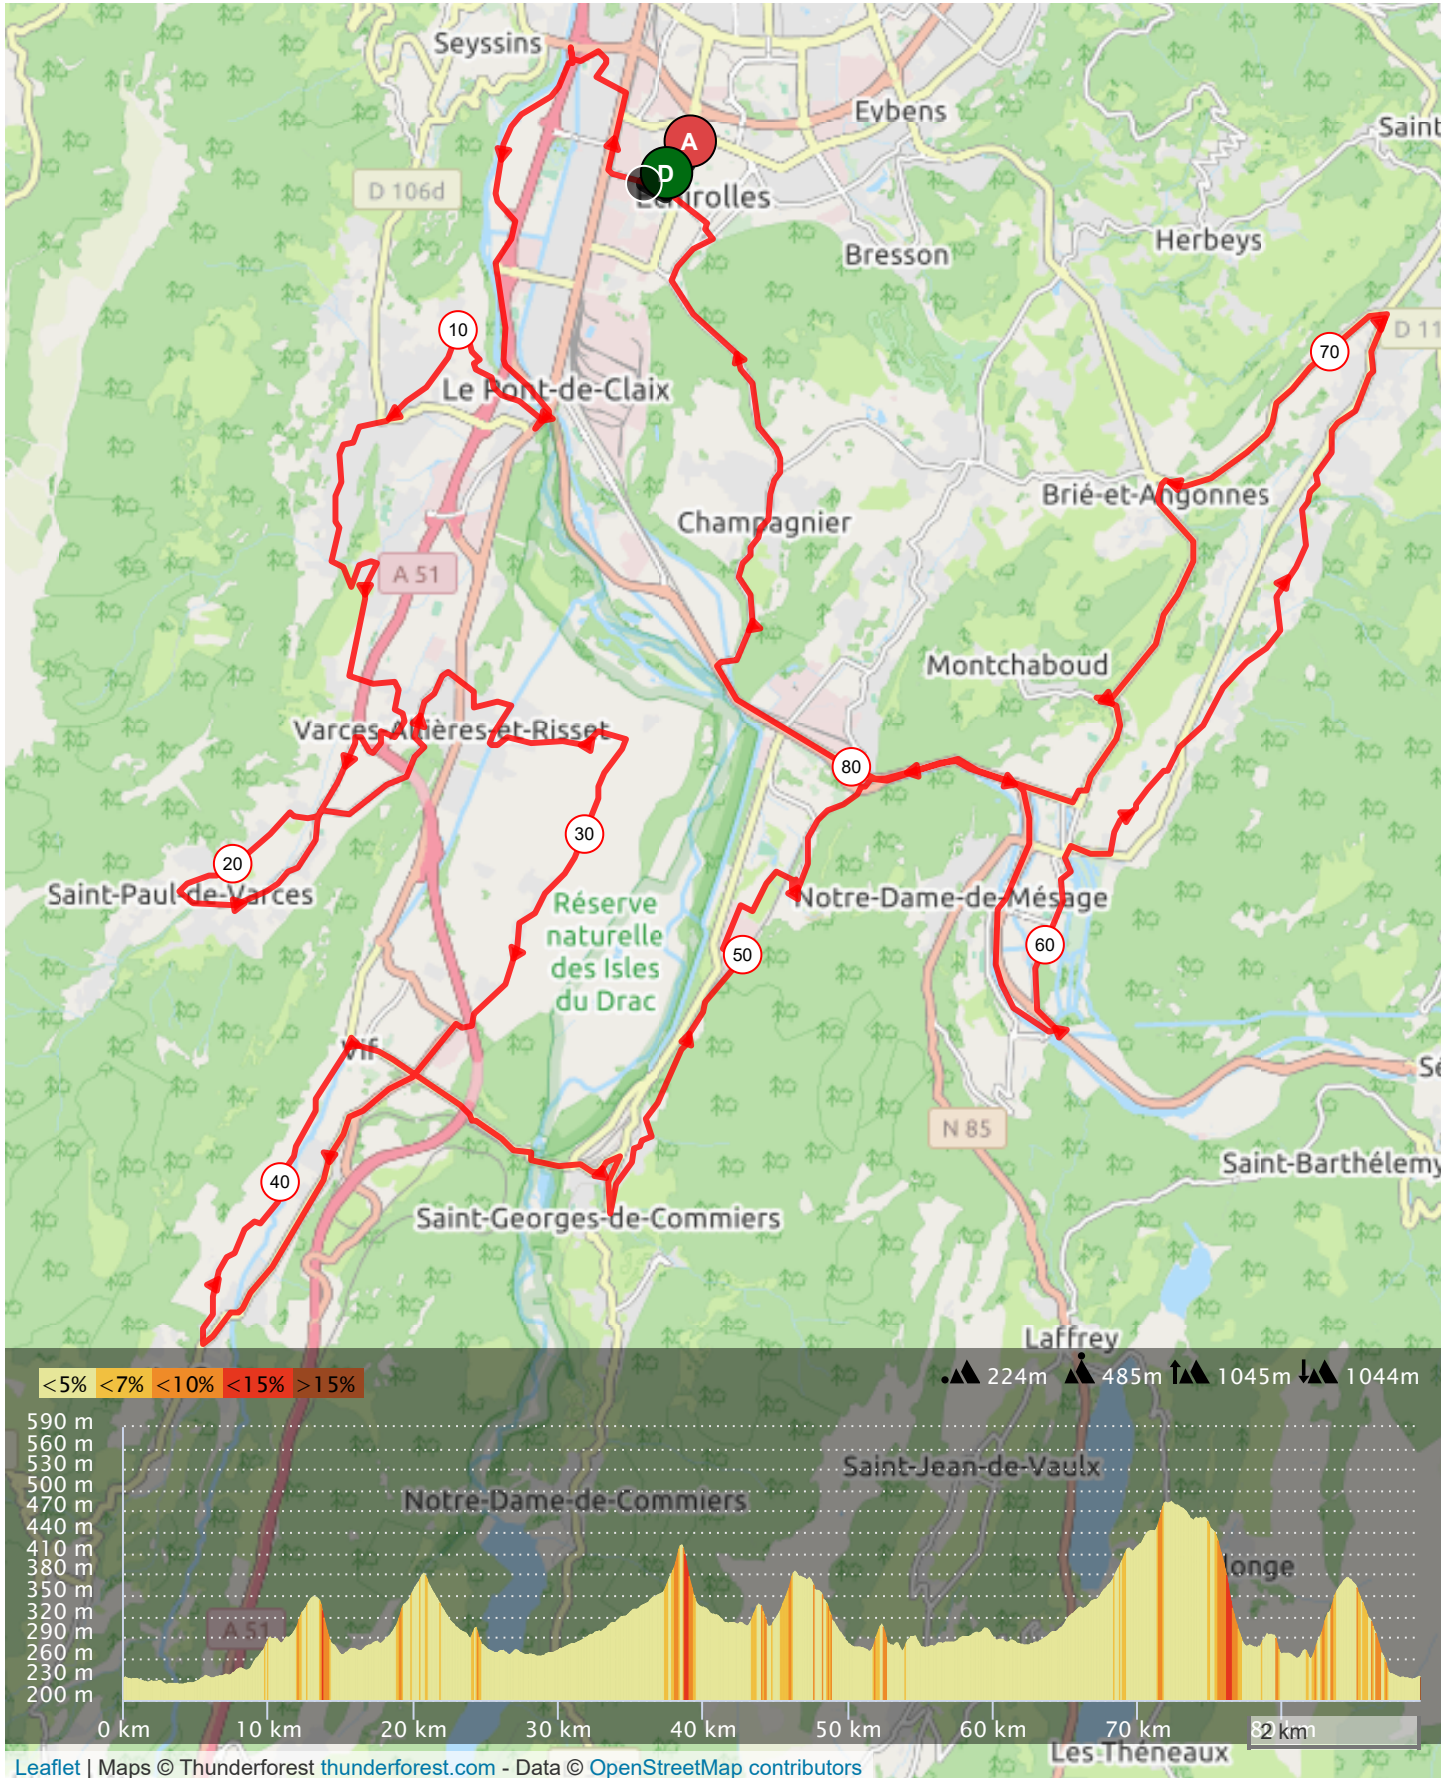 Seyssins
Eybens
Saint
A
D
D 106d
Herbeys
Bresson
10
D 11
70
Le Pont-de-Claix
Brié-et-Angonnes
Champagnier
A 51
Montchaboud
Varces-Allières-et-Risset
80
30
20
Saint-Paul-de-Varces
Réserve
naturelle
des Isles
du Drac
Notre-Dame-de-Mésage
60
50
Vif
Sé
N 85
Saint-Barthélemy
40
Saint-Georges-de-Commiers
Laffrey
<5% <7% <10% <15% >15%
224m 485m 1045m 1044m
590 m
560 m
530 m
500 m
470 m
440 m
410 m
380 m
350 m
320 m
290 m
260 m
230 m
200 m
Saint-Jean-de-Vaulx
Notre-Dame-de-Commiers
longe
A 51
0 km 10 km 20 km 30 km 40 km 50 km 60 km 70 km
2 km
Les Théneaux
Leaflet | Maps © Thunderforest thunderforest.com - Data © OpenStreetMap contributors